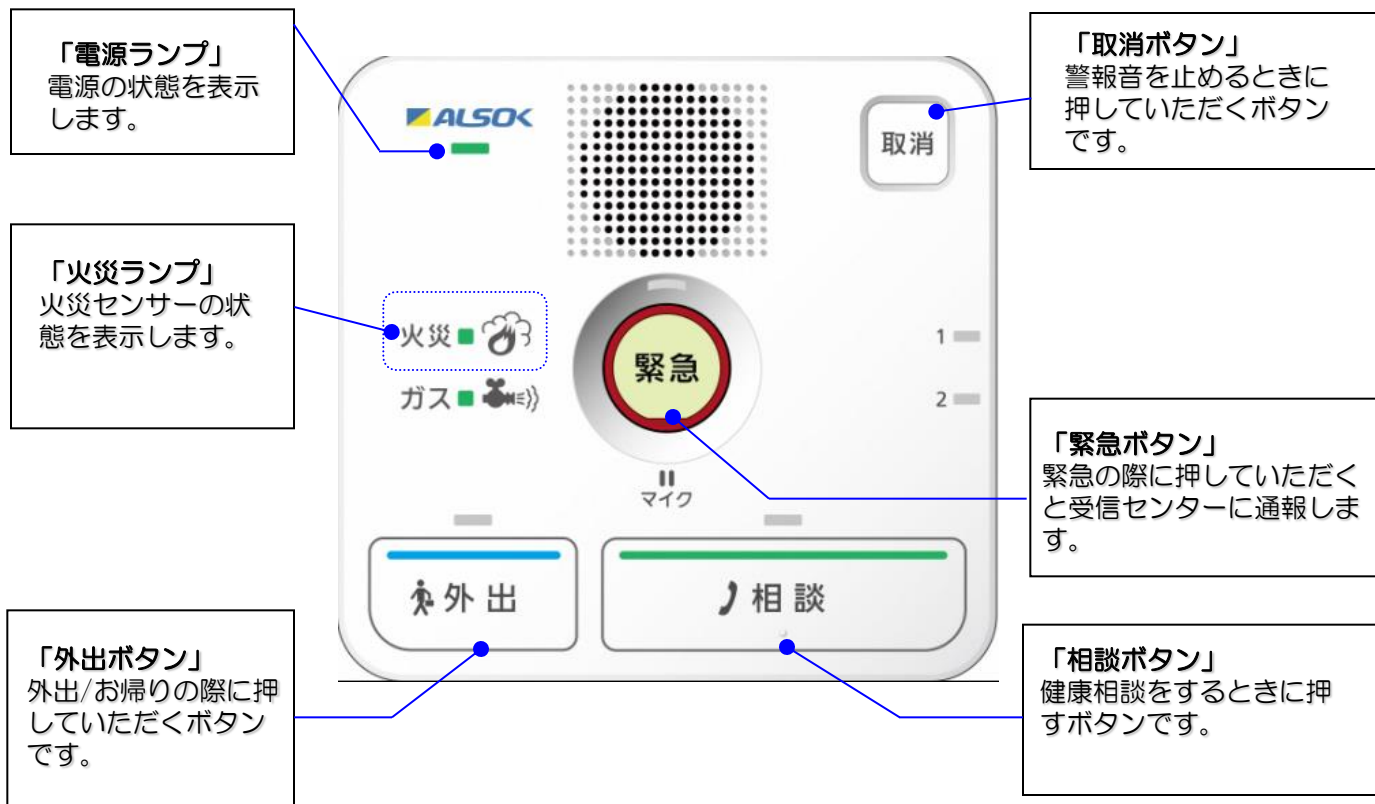 「電源ランプ」
電源の状態を表示
します。
「取消ボタン」
警報音を止めるときに
押していただくボタン
です。
ALSOK
取消
「火災ランプ」
火災センサーの状
態を表示します。
火災
緊急
1
ガス
2
マイク
「緊急ボタン」
緊急の際に押していただく
と受信センターに通報しま
す。
外出
相談
「外出ボタン」
外出/お帰りの際に押
していただくボタン
です。
「相談ボタン」
健康相談をするときに押
すボタンです。